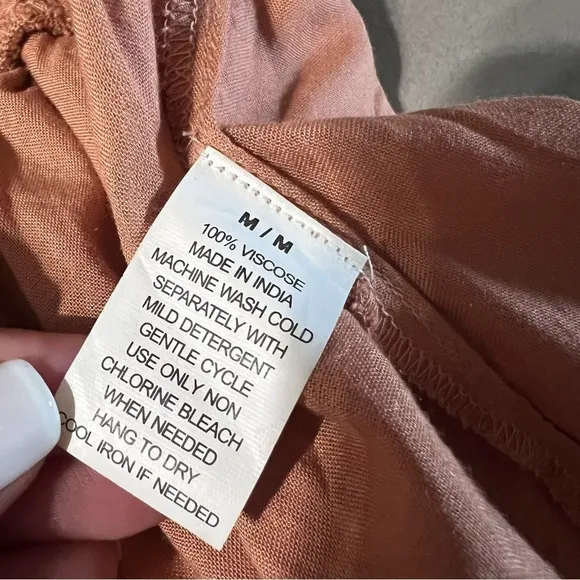 M / M
100% VISCOSE
MADE IN INDIA
MACHINE WASH COLD
SEPARATELY WITH
MILD DETERGENT
GENTLE CYCLE
USE ONLY NON
CHLORINE BLEACH
WHEN NEEDED
HANG TO DRY
COOL IRON IF NEEDED